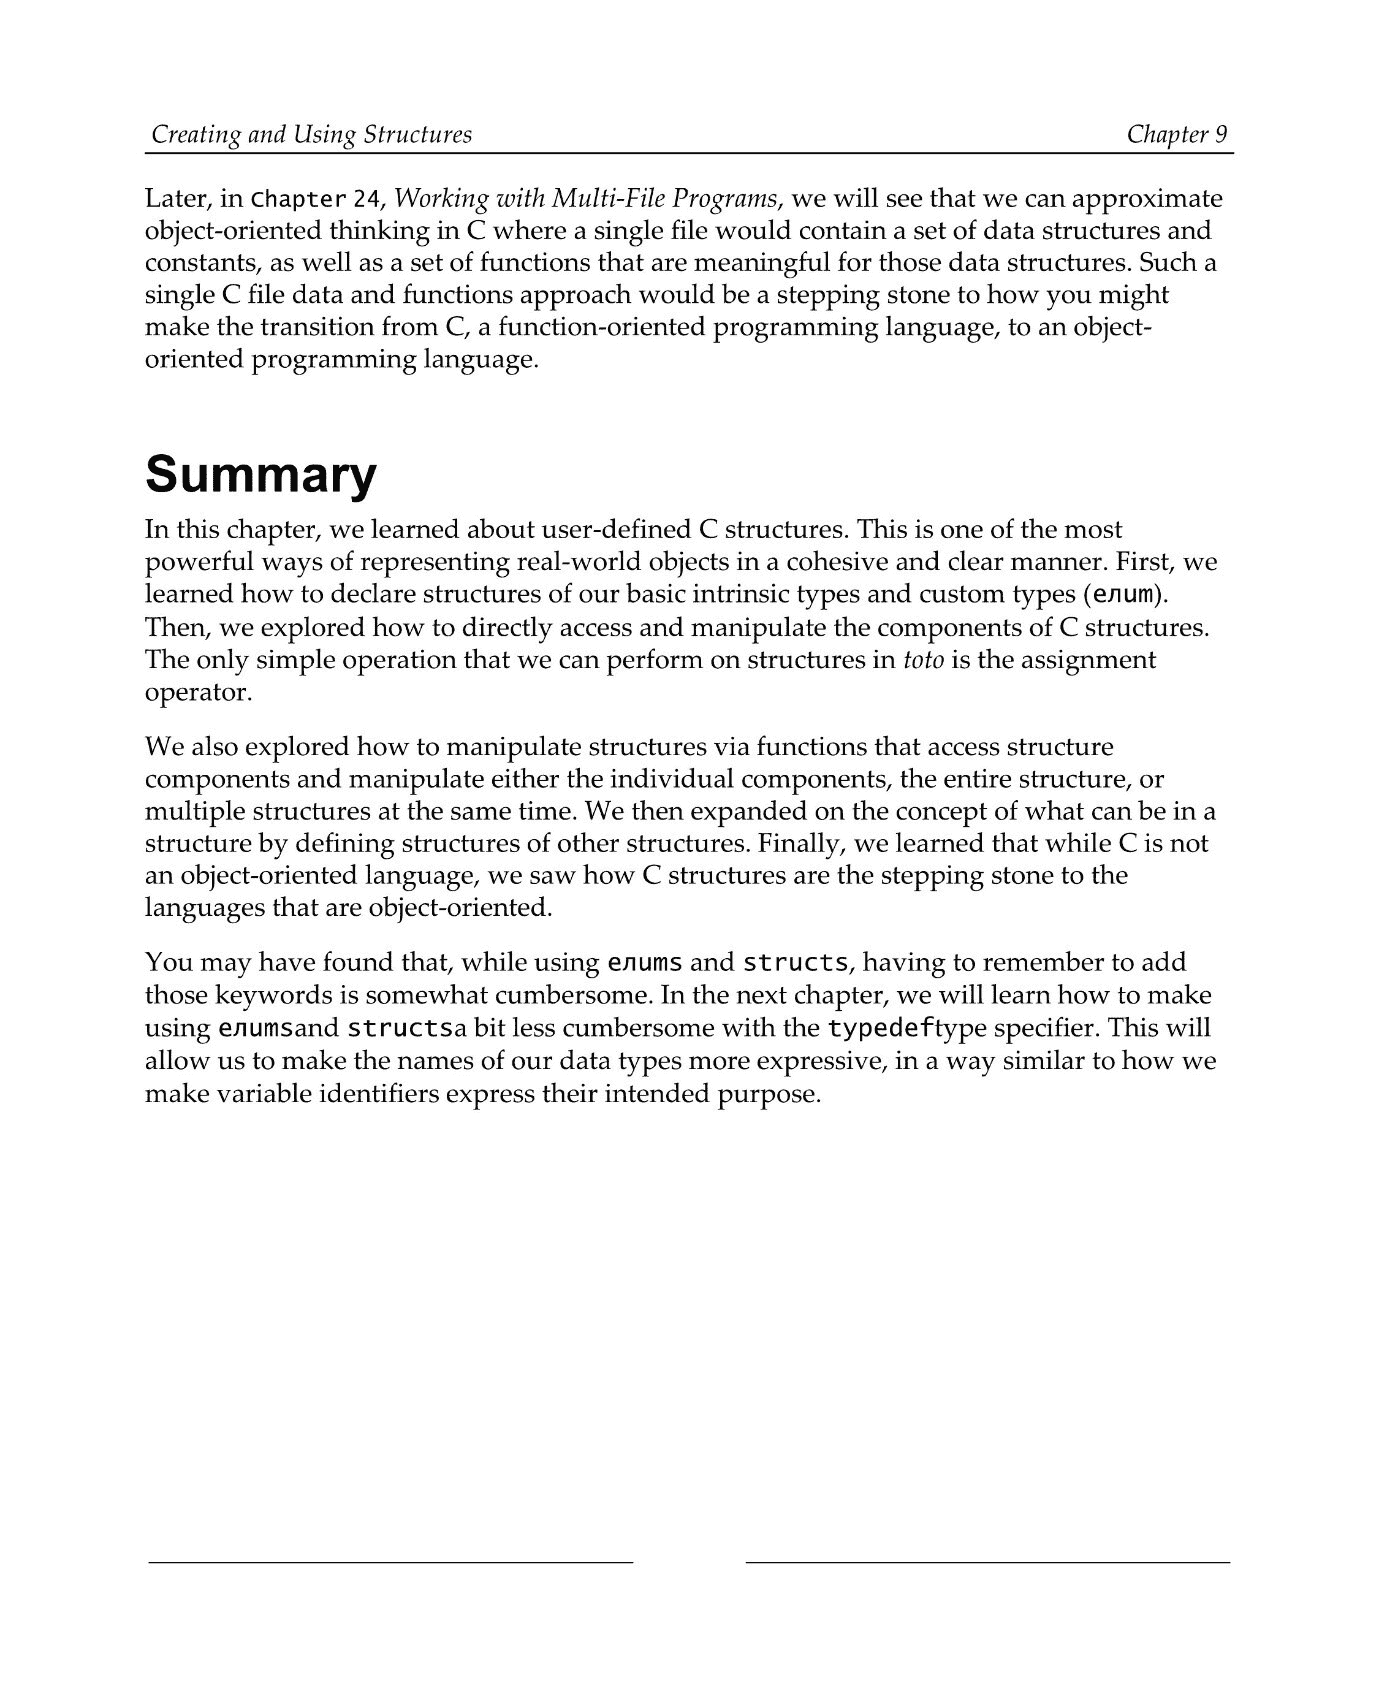 Creating and Using Structures Chapter 9
Later, in Chapter 24, Working with Multi-File Programs, we will see that we can approximate
object-oriented thinking in C where a single file would contain a set of data structures and
constants, as well as a set of functions that are meaningful for those data structures. Such a
single C file data and functions approach would be a stepping stone to how you might
make the transition from C, a function-oriented programming language, to an object-
oriented programming language.
Summary
In this chapter, we learned about user-defined C structures. This is one of the most
powerful ways of representing real-world objects in a cohesive and clear manner. First, we
learned how to declare structures of our basic intrinsic types and custom types (eлum).
Then, we explored how to directly access and manipulate the components of C structures.
The only simple operation that we can perform on structures in toto is the assignment
operator.
We also explored how to manipulate structures via functions that access structure
components and manipulate either the individual components, the entire structure, or
multiple structures at the same time. We then expanded on the concept of what can be in a
structure by defining structures of other structures. Finally, we learned that while C is not
an object-oriented language, we saw how C structures are the stepping stone to the
languages that are object-oriented.
You may have found that, while using eлums and structs, having to remember to add
those keywords is somewhat cumbersome. In the next chapter, we will learn how to make
using eлumsand structsa bit less cumbersome with the typedeftype specifier. This will
allow us to make the names of our data types more expressive, in a way similar to how we
make variable identifiers express their intended purpose.